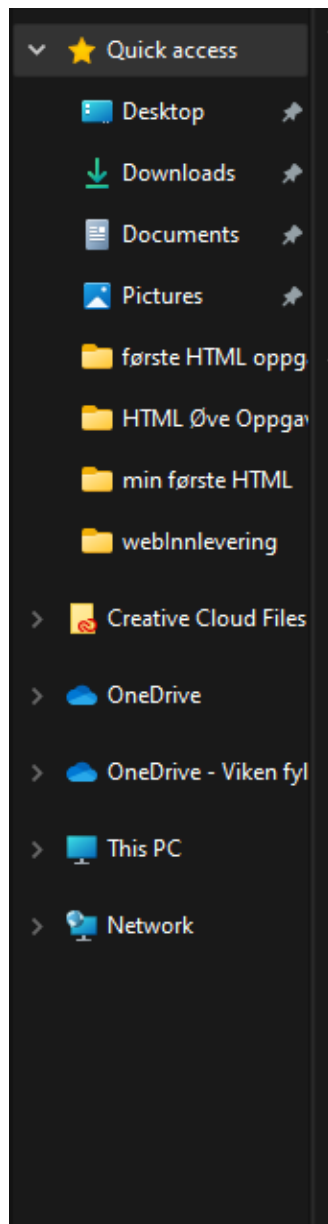 Quick access
Desktop
Downloads
Documents
Pictures
første HTML oppg
HTML Øve Oppgav
min første HTML
webInnlevering
Creative Cloud Files
OneDrive
OneDrive - Viken fyl
This PC
Network